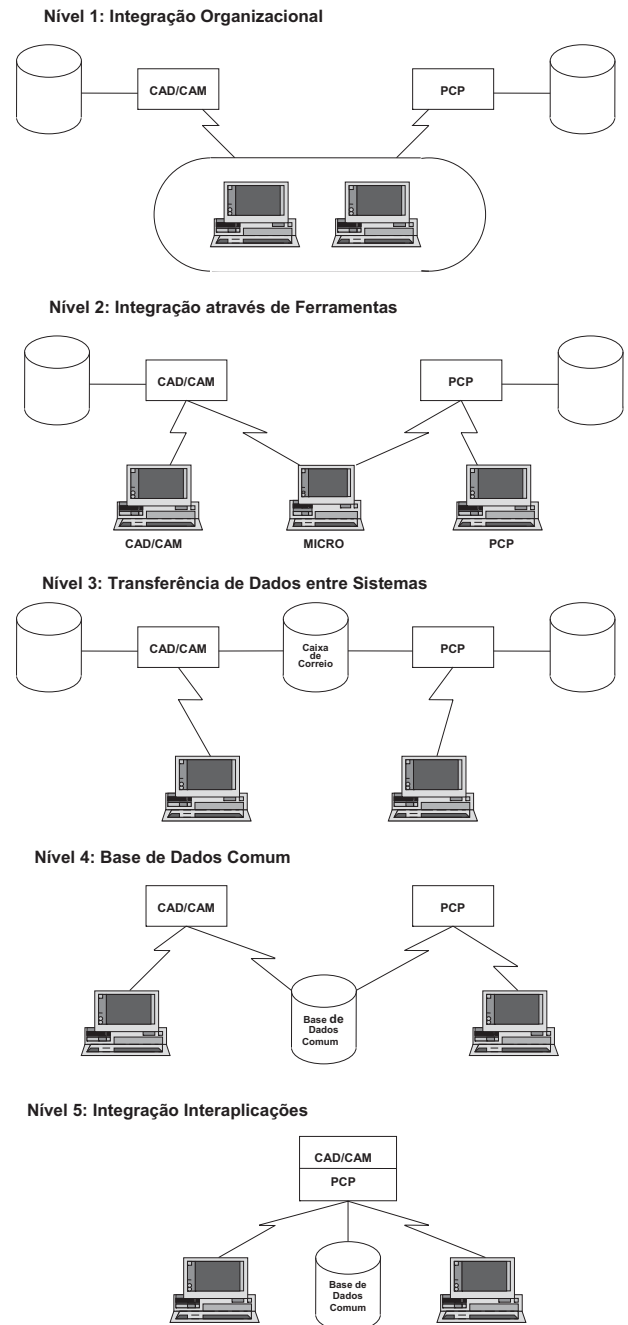 Nível 1: Integração Organizacional
CAD/CAM
PCP
Nível 2: Integração através de Ferramentas
CAD/CAM
PCP
CAD/CAM
MICRO
PCP
Nível 3: Transferência de Dados entre Sistemas
CAD/CAM
Caixa
de
Correio
PCP
Nível 4: Base de Dados Comum
CAD/CAM
PCP
Base de
Dados
Comum
Nível 5: Integração Interaplicações
CAD/CAM
PCP
Base de
Dados
Comum